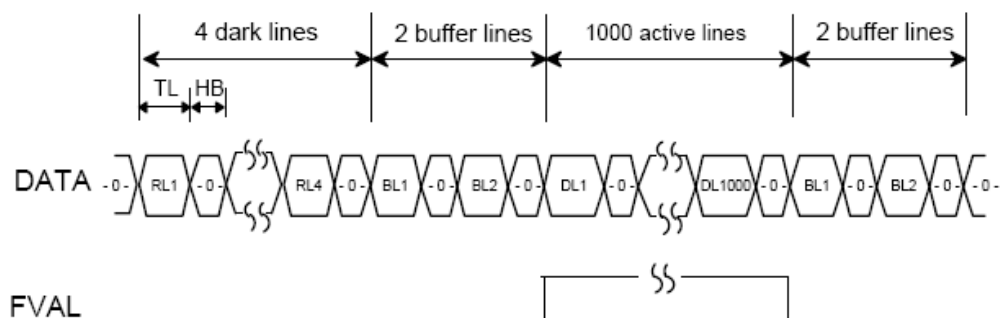 4 dark lines 2 buffer lines 1000 active lines 2 buffer lines
TL HB
DATA - 0 - RL1 - 0 - RL4 - 0 - BL1 - 0 - BL2 - 0 - DL1 - 0 - DL1000 - 0 - BL1 - 0 - BL2 - 0 - - 0 -
FVAL